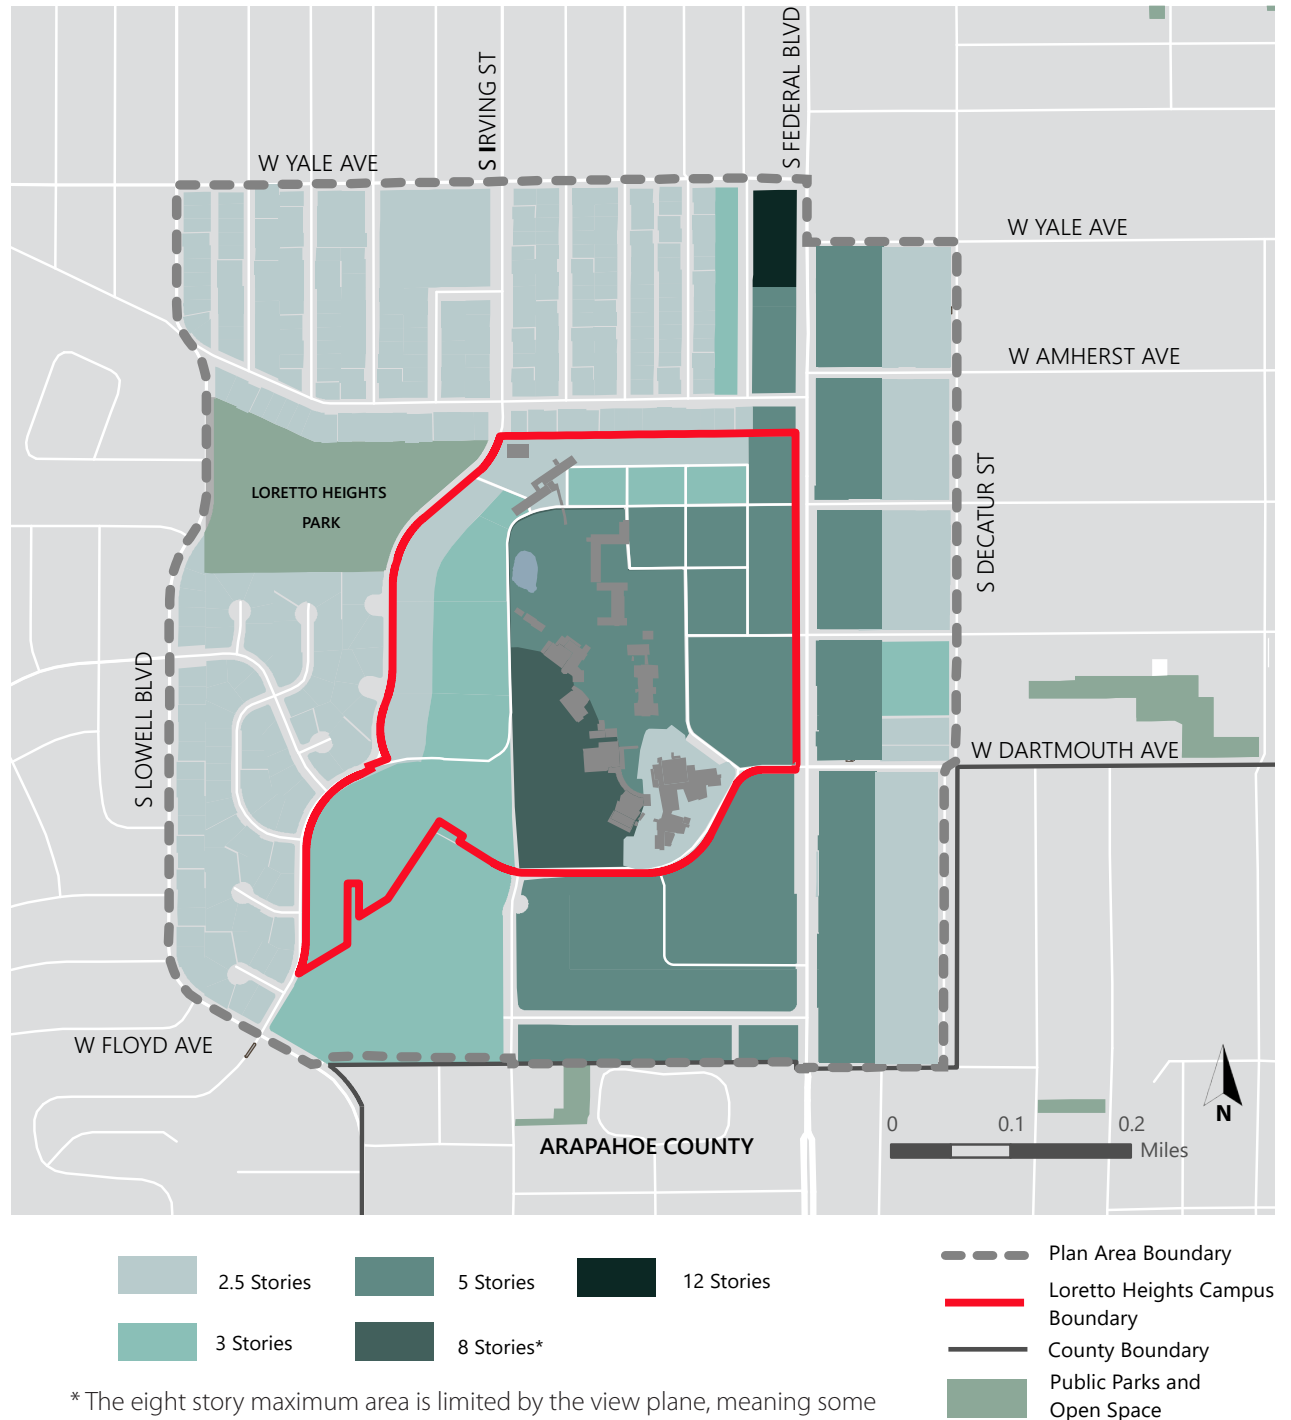 S IRVING ST
S FEDERAL BLVD
W YALE AVE
W YALE AVE
W AMHERST AVE
LORETTO HEIGHTS
PARK
S DECATUR ST
S LOWELL BLVD
W DARTMOUTH AVE
W FLOYD AVE
N
0 0.1 0.2
Miles
ARAPAHOE COUNTY
2.5 Stories
5 Stories
12 Stories
3 Stories
8 Stories*
Plan Area Boundary
Loretto Heights Campus
Boundary
County Boundary
Public Parks and
Open Space
* The eight story maximum area is limited by the view plane, meaning some